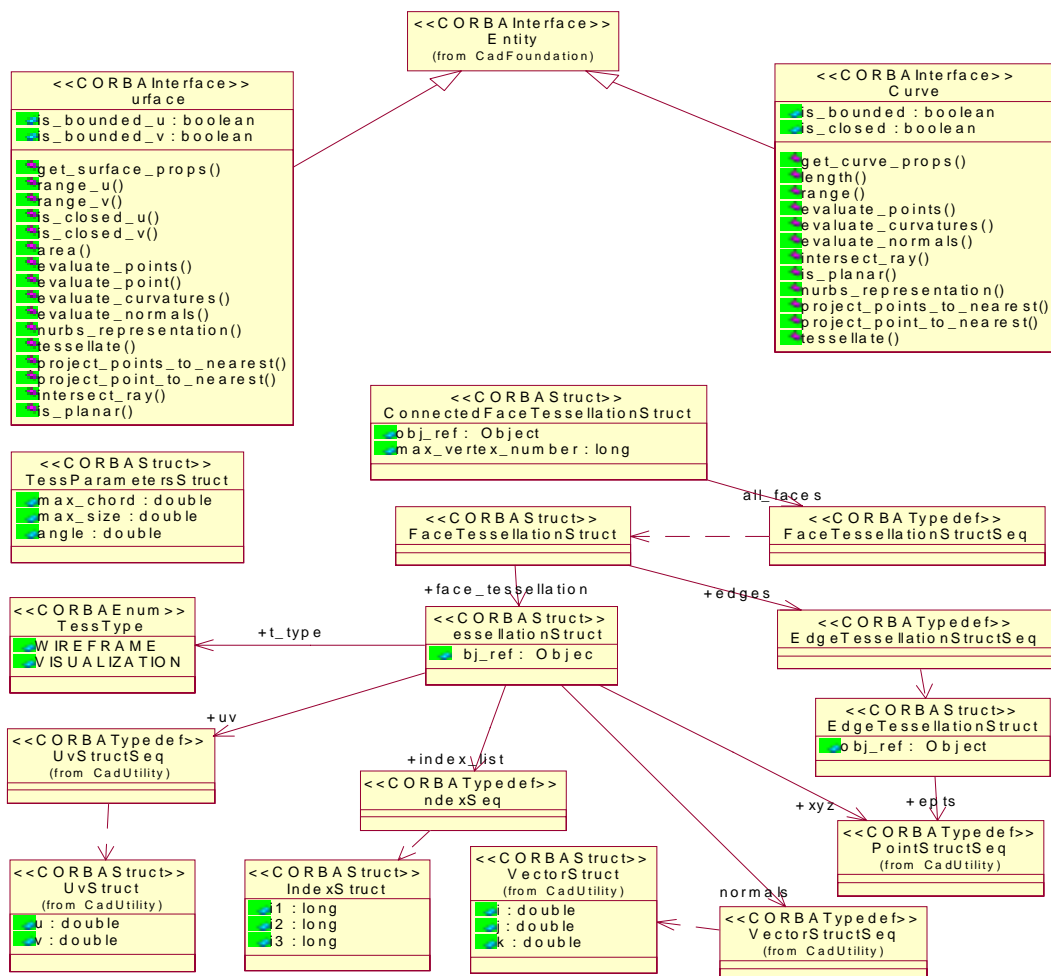 <<CORBAInterface>>
Entity
(from CadFoundation)
<<CORBAInterface>>
urface
is_bounded_u : boolean
is_bounded_v : boolean
get_surface_props()
range_u()
range_v()
is_closed_u()
is_closed_v()
area()
evaluate_points()
evaluate_point()
evaluate_curvatures()
evaluate_normals()
nurbs_representation()
tessellate()
project_points_to_nearest()
project_point_to_nearest()
intersect_ray()
is_planar()
<<CORBAInterface>>
Curve
is_bounded : boolean
is_closed : boolean
get_curve_props()
length()
range()
evaluate_points()
evaluate_curvatures()
evaluate_normals()
intersect_ray()
is_planar()
nurbs_representation()
project_points_to_nearest()
project_point_to_nearest()
tessellate()
<<CORBAStruct>>
ConnectedFaceTessellationStruct
obj_ref : Object
max_vertex_number : long
<<CORBAStruct>>
TessParametersStruct
max_chord : double
max_size : double
angle : double
all_faces
<<CORBAStruct>>
FaceTessellationStruct
<<CORBATypedef>>
FaceTessellationStructSeq
+face_tessellation
+edges
<<CORBAEnum>>
TessType
WIREFRAME
VISUALIZATION
+t_type
<<CORBAStruct>>
essellationStruct
bj_ref : Objec
<<CORBATypedef>>
EdgeTessellationStructSeq
+uv
<<CORBATypedef>>
UvStructSeq
(from CadUtility)
+index_list
<<CORBATypedef>>
ndexSeq
<<CORBAStruct>>
EdgeTessellationStruct
obj_ref : Object
+xyz
+epts
<<CORBATypedef>>
PointStructSeq
(from CadUtility)
<<CORBAStruct>>
UvStruct
(from CadUtility)
u : double
v : double
<<CORBAStruct>>
IndexStruct
i1 : long
i2 : long
i3 : long
<<CORBAStruct>>
VectorStruct
(from CadUtility)
i : double
j : double
k : double
normals
<<CORBATypedef>>
VectorStructSeq
(from CadUtility)